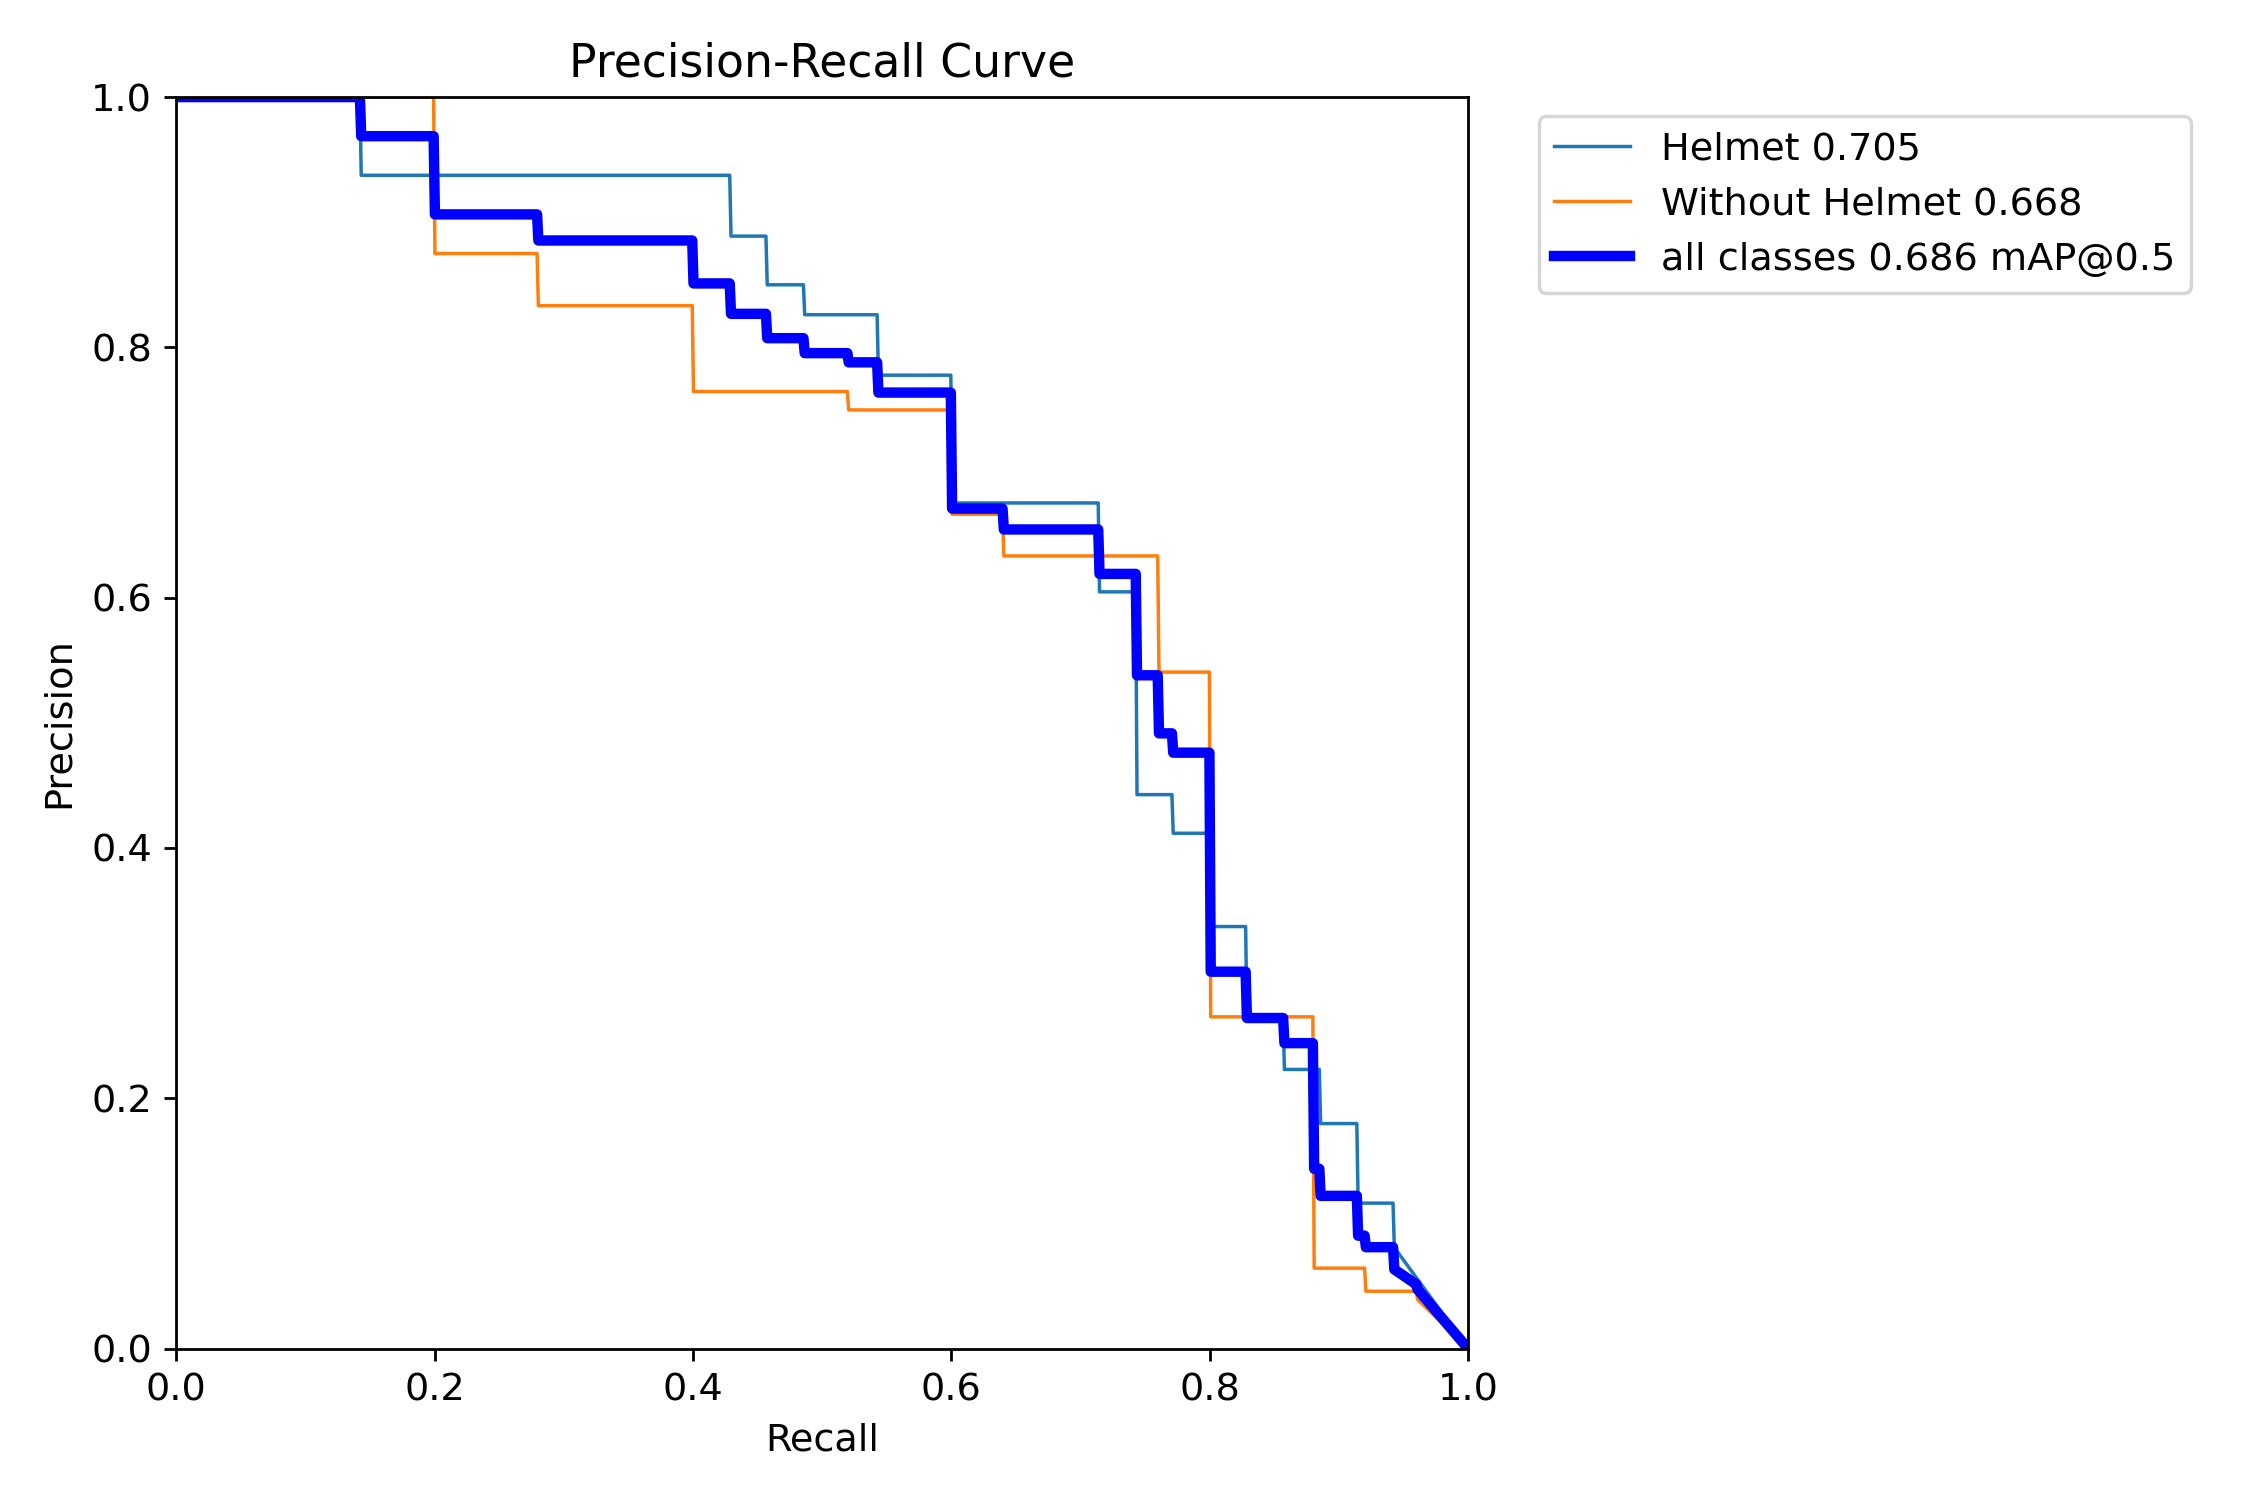 Precision-Recall Curve
1.0
0.8
0.6
0.4
0.2
0.0
Precision
0.0 0.2 0.4 0.6 0.8 1.0
Recall
Helmet 0.705
Without Helmet 0.668
all classes 0.686 mAP@0.5